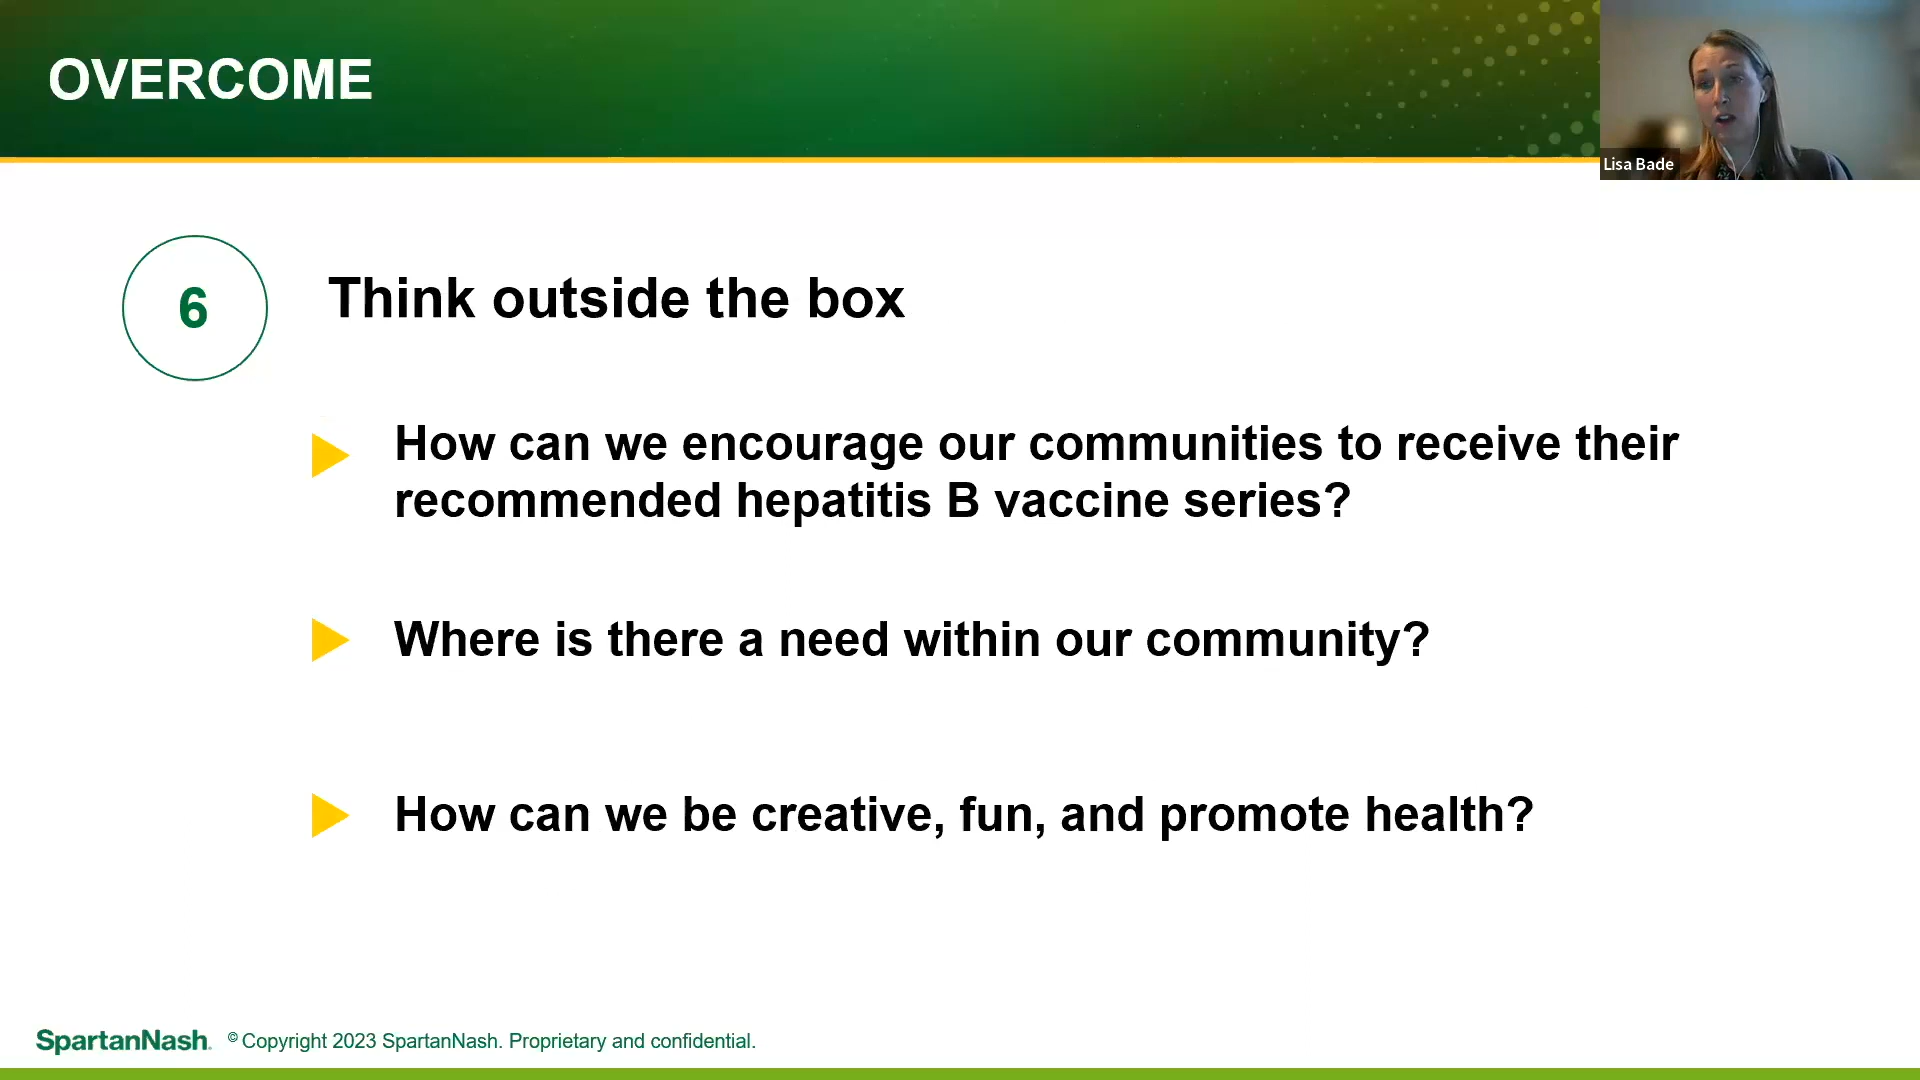 OVERCOME
Lisa Bade
6
Think outside the box
How can we encourage our communities to receive their
recommended hepatitis B vaccine series?
Where is there a need within our community?
How can we be creative, fun, and promote health?
SpartanNash. © Copyright 2023 SpartanNash. Proprietary and confidential.